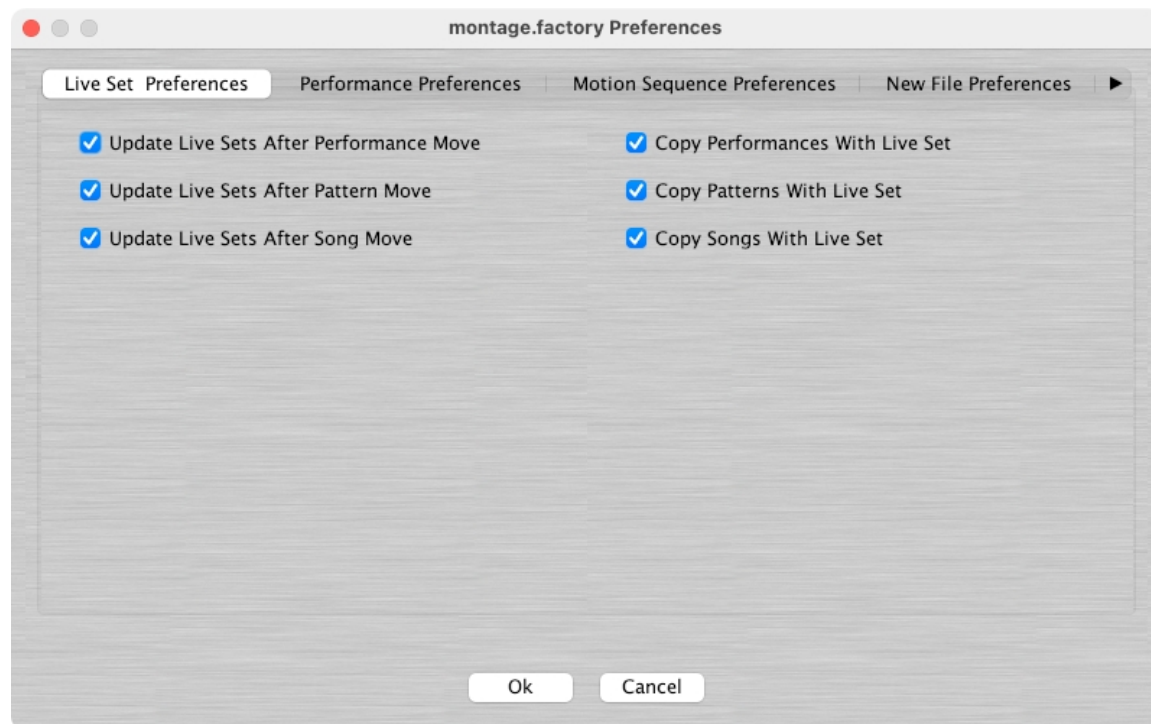 montage.factory Preferences
Live Set  Preferences
Performance Preferences
Motion Sequence Preferences
New File Preferences
Update Live Sets After Performance Move
Copy Performances With Live Set
Update Live Sets After Pattern Move
Copy Patterns With Live Set
Update Live Sets After Song Move
Copy Songs With Live Set
Ok
Cancel